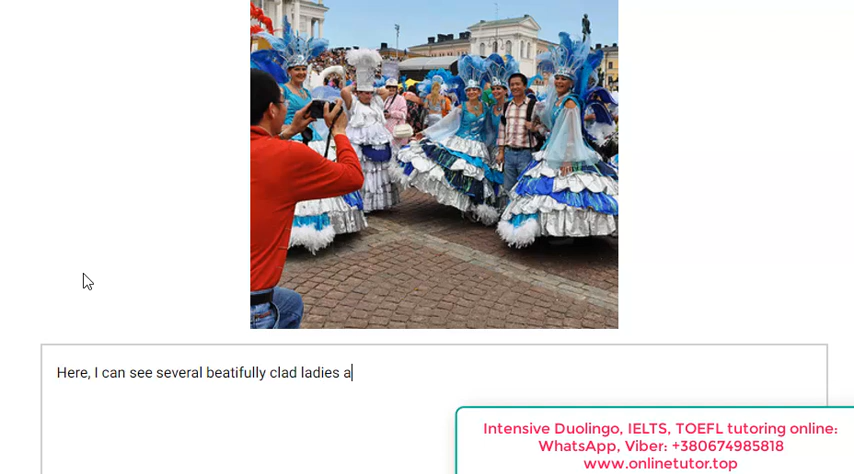 Here, I can see several beatifully clad ladies a
Intensive Duolingo, IELTS, TOEFL tutoring online:
WhatsApp, Viber: +380674985818
www.onlinetutor.top